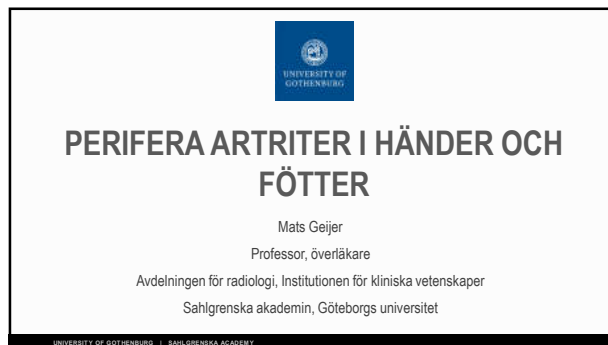 UNIVERSITY OF
GOTHENBURG
PERIFERA ARTRITER I HÄNDER OCH
FÖTTER
Mats Geijer
Professor, överläkare
Avdelningen för radiologi, Institutionen för kliniska vetenskaper
Sahlgrenska akademin, Göteborgs universitet
UNIVERSITY OF GOTHENBURG | SAHLGRENSKA ACADEMY